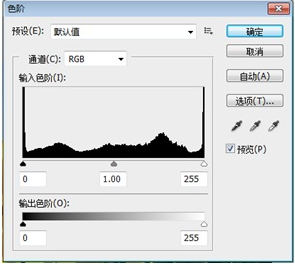 色阶
预设(E): 默认值
确定
取消
通道(C): RGB
自动(A)
输入色阶(I):
选项(T)...
预览(P)
0 1.00 255
输出色阶(O):
0 255